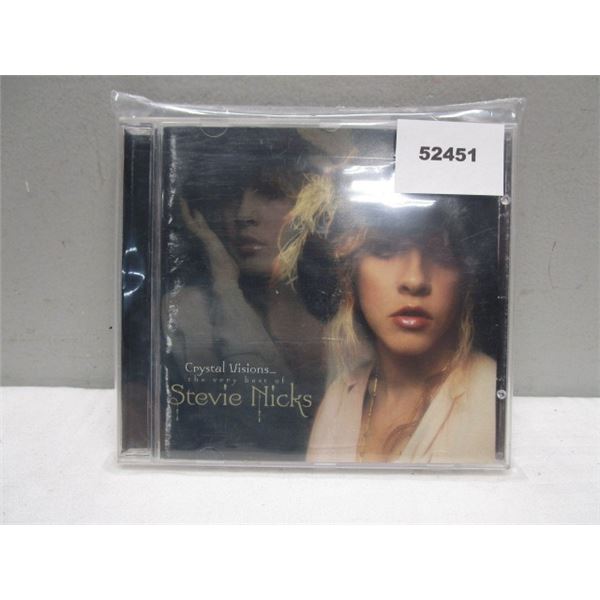 52451
Crystal Visions...
the very best of
Stevie Nicks